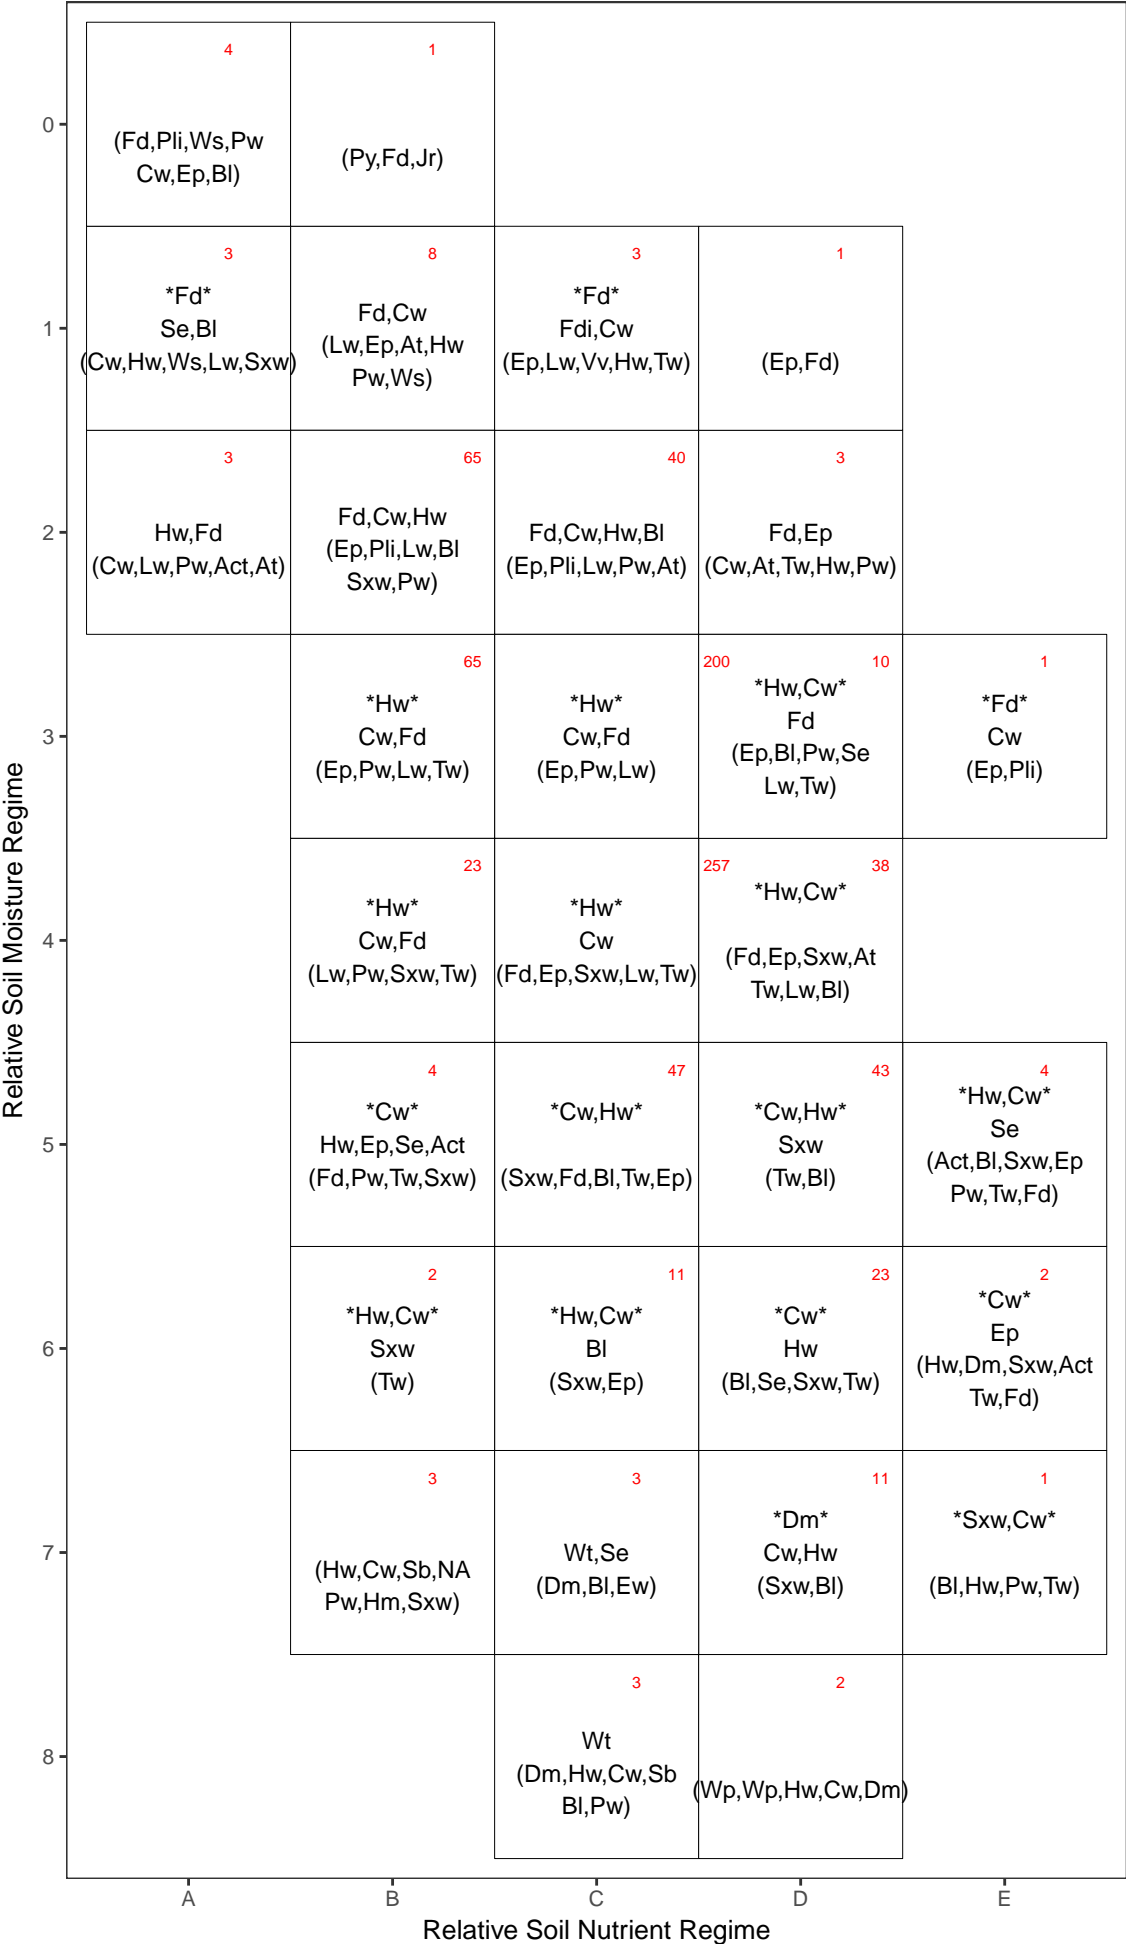 4
1
0
(Fd,Pli,Ws,Pw
Cw,Ep,Bl)
(Py,Fd,Jr)
3
8
3
1
1
*Fd*
Se,Bl
(Cw,Hw,Ws,Lw,Sxw)
Fd,Cw
(Lw,Ep,At,Hw
Pw,Ws)
*Fd*
Fdi,Cw
(Ep,Lw,Vv,Hw,Tw)
(Ep,Fd)
3
65
40
3
2
Hw,Fd
(Cw,Lw,Pw,Act,At)
Fd,Cw,Hw
(Ep,Pli,Lw,Bl
Sxw,Pw)
Fd,Cw,Hw,Bl
(Ep,Pli,Lw,Pw,At)
Fd,Ep
(Cw,At,Tw,Hw,Pw)
65
200
10
1
3
*Hw*
Cw,Fd
(Ep,Pw,Lw,Tw)
*Hw*
Cw,Fd
(Ep,Pw,Lw)
*Hw,Cw*
Fd
(Ep,Bl,Pw,Se
Lw,Tw)
*Fd*
Cw
(Ep,Pli)
23
257
38
4
*Hw*
Cw,Fd
(Lw,Pw,Sxw,Tw)
*Hw*
Cw
(Fd,Ep,Sxw,Lw,Tw)
*Hw,Cw*
(Fd,Ep,Sxw,At
Tw,Lw,Bl)
4
47
43
4
5
*Cw*
Hw,Ep,Se,Act
(Fd,Pw,Tw,Sxw)
*Cw,Hw*
(Sxw,Fd,Bl,Tw,Ep)
*Cw,Hw*
Sxw
(Tw,Bl)
*Hw,Cw*
Se
(Act,Bl,Sxw,Ep
Pw,Tw,Fd)
2
11
23
2
6
*Hw,Cw*
Sxw
(Tw)
*Hw,Cw*
Bl
(Sxw,Ep)
*Cw*
Hw
(Bl,Se,Sxw,Tw)
*Cw*
Ep
(Hw,Dm,Sxw,Act
Tw,Fd)
3
3
11
1
7
(Hw,Cw,Sb,NA
Pw,Hm,Sxw)
Wt,Se
(Dm,Bl,Ew)
*Dm*
Cw,Hw
(Sxw,Bl)
*Sxw,Cw*
(Bl,Hw,Pw,Tw)
3
2
8
Wt
(Dm,Hw,Cw,Sb
Bl,Pw)
(Wp,Wp,Hw,Cw,Dm)
A
B
C
D
E
Relative Soil Nutrient Regime
Relative Soil Moisture Regime